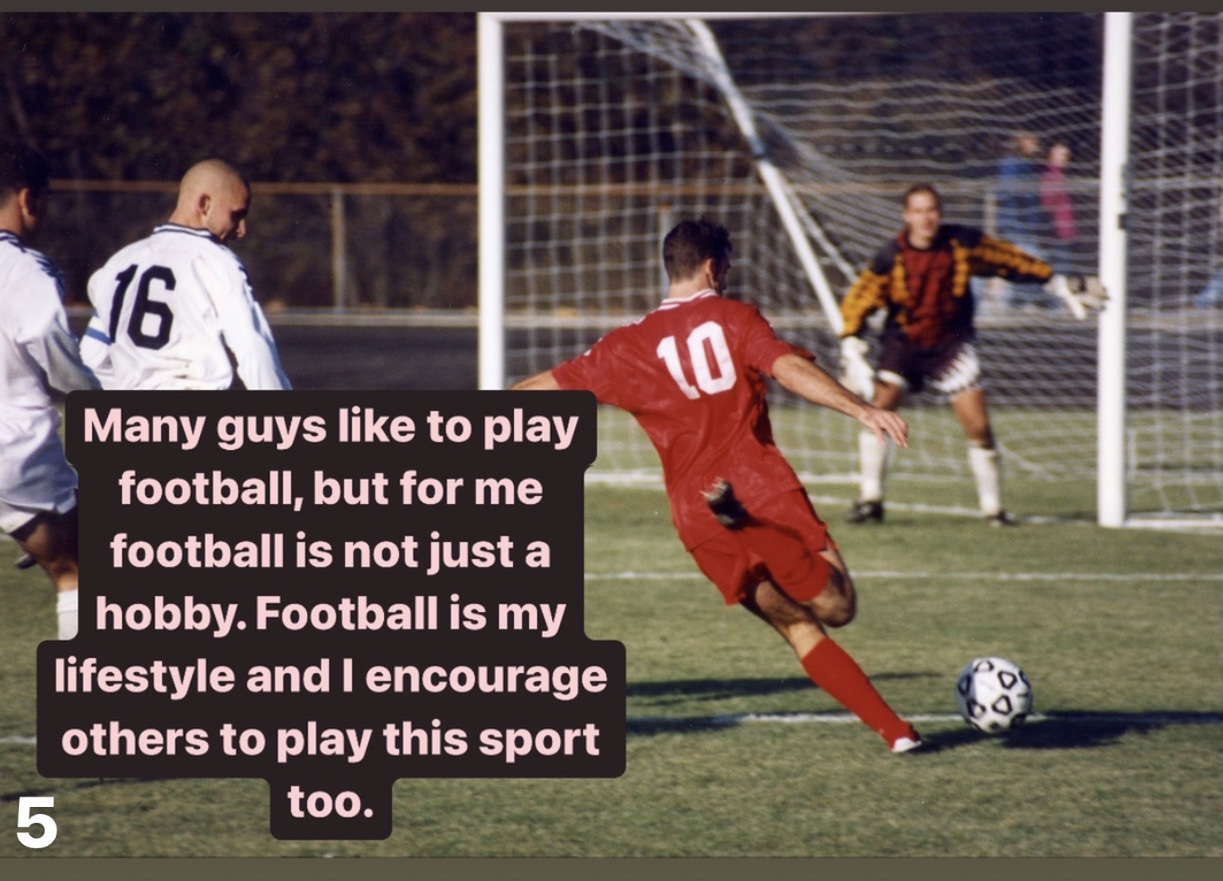 16
10
Many guys like to play
football, but for me
football is not just a
hobby. Football is my
lifestyle and I encourage
others to play this sport
too.
5